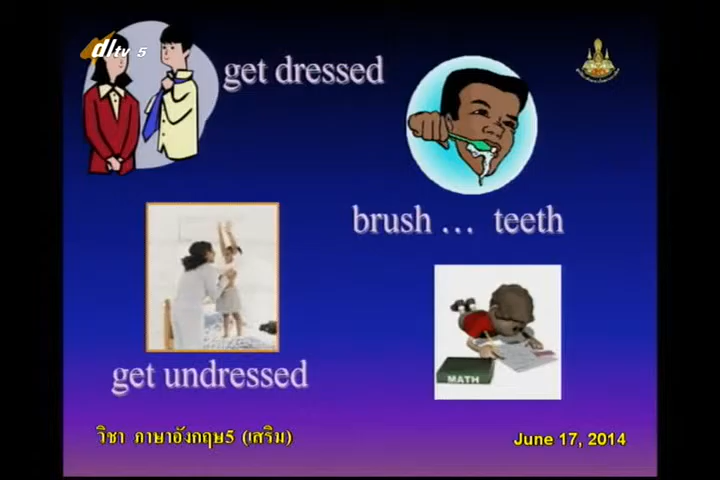 dltv 5
get dressed
brush ... teeth
get undressed
MATH
วิชา ภาษาอังกฤษ5 (เสริม)
June 17, 2014